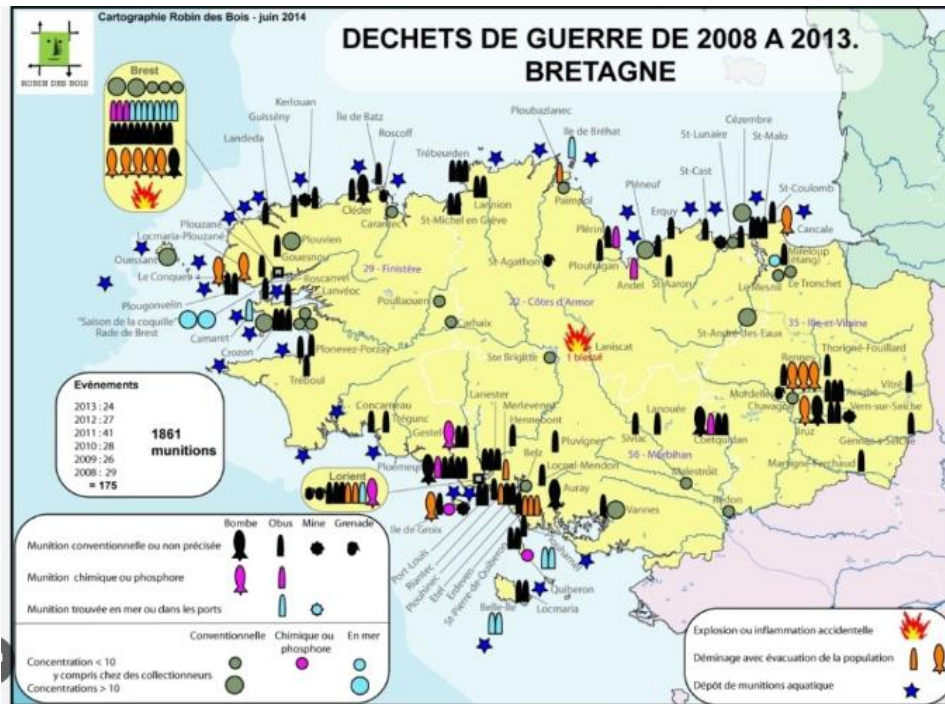 Cartographie Robin des Bois - juin 2014
DECHETS DE GUERRE DE 2008 A 2013.
BRETAGNE
ROBIN DES BOIS
Brest
Kerlouan
Guissény
Landeda
Île de Batz
Roscoff
Cléder
Carantec
Trébeurden
Lannion
St-Michel en Grève
Ploubazlanec
Ile de Bréhat
Paimpol
St-Agathon
Plérin
Ploufragan
Pléneuf
Andel
Erquy
St-Aaron
St-Cast
St-Lunaire
Cézembre
St-Malo
St-Coulomb
Cancale
Le Mesnil
Le Tronchet
St-André-des-Eaux
Plouzané
Locmaria-Plouzané
Ouessant
Le Conquet
Plougonvelin
Plouvien
Gouesnou
Roscanvel
Lanvéoc
"Saison de la coquille"
Rade de Brest
Camaret
Crozon
Plonevez-Porzay
Tréboul
29 - Finistère
22 - Côtes d'Armor
35 - Ille et Vilaine
56 - Morbihan
Poullaouen
Carhaix
Ste Brigitte
Laniscat
1 blessé
Rennes
Thorigné-Fouillard
Vitré
Mordelles
Chavagne
Bruz
Vern-sur-Seiche
Gennes-s-Seiche
Martigné-Ferchaud
Concarneau
Trégunc
Gestel
Ploemeur
Lanester
Merlevenez
Hennebont
Pluvigner
Belz
Locoal-Mendon
Auray
Lanouée
Coëtquidan
Malestroit
Redon
Vannes
Lorient
Ile de Groix
Port-Louis
Riantec
Plouhinec
Etel
Erdeven
St-Pierre-de-Quiberon
Quiberon
Belle-Ile
Locmaria
Evènements
2013 : 24
2012 : 27
2011 : 41
2010 : 28
2009 : 26
2008 : 29
= 175
1861
munitions
Bombe Obus Mine Grenade
Munition conventionnelle ou non précisée
Munition chimique ou phosphore
Munition trouvée en mer ou dans les ports
Conventionnelle Chimique ou phosphore En mer
Concentration < 10
y compris chez des collectionneurs
Concentrations > 10
Explosion ou inflammation accidentelle
Déminage avec évacuation de la population
Dépôt de munitions aquatique